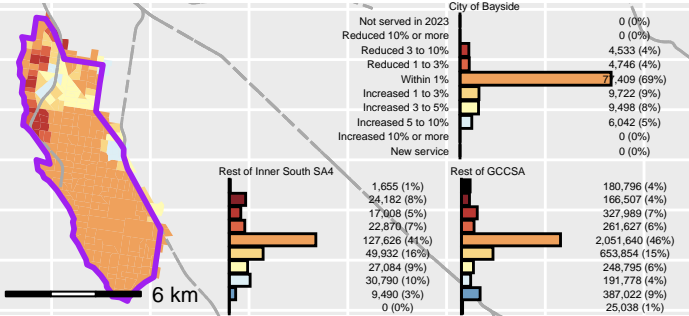 City of Bayside
Not served in 2023 0 (0%)
Reduced 10% or more 0 (0%)
Reduced 3 to 10% 4,533 (4%)
Reduced 1 to 3% 4,746 (4%)
Within 1% 77,409 (69%)
Increased 1 to 3% 9,722 (9%)
Increased 3 to 5% 9,498 (8%)
Increased 5 to 10% 6,042 (5%)
Increased 10% or more 0 (0%)
New service 0 (0%)
Rest of Inner South SA4
1,655 (1%)
24,182 (8%)
17,008 (5%)
22,870 (7%)
127,626 (41%)
49,932 (16%)
27,084 (9%)
30,790 (10%)
9,490 (3%)
0 (0%)
Rest of GCCSA
180,796 (4%)
166,507 (4%)
327,989 (7%)
261,627 (6%)
2,051,640 (46%)
653,854 (15%)
248,795 (6%)
191,778 (4%)
387,022 (9%)
25,038 (1%)
6 km